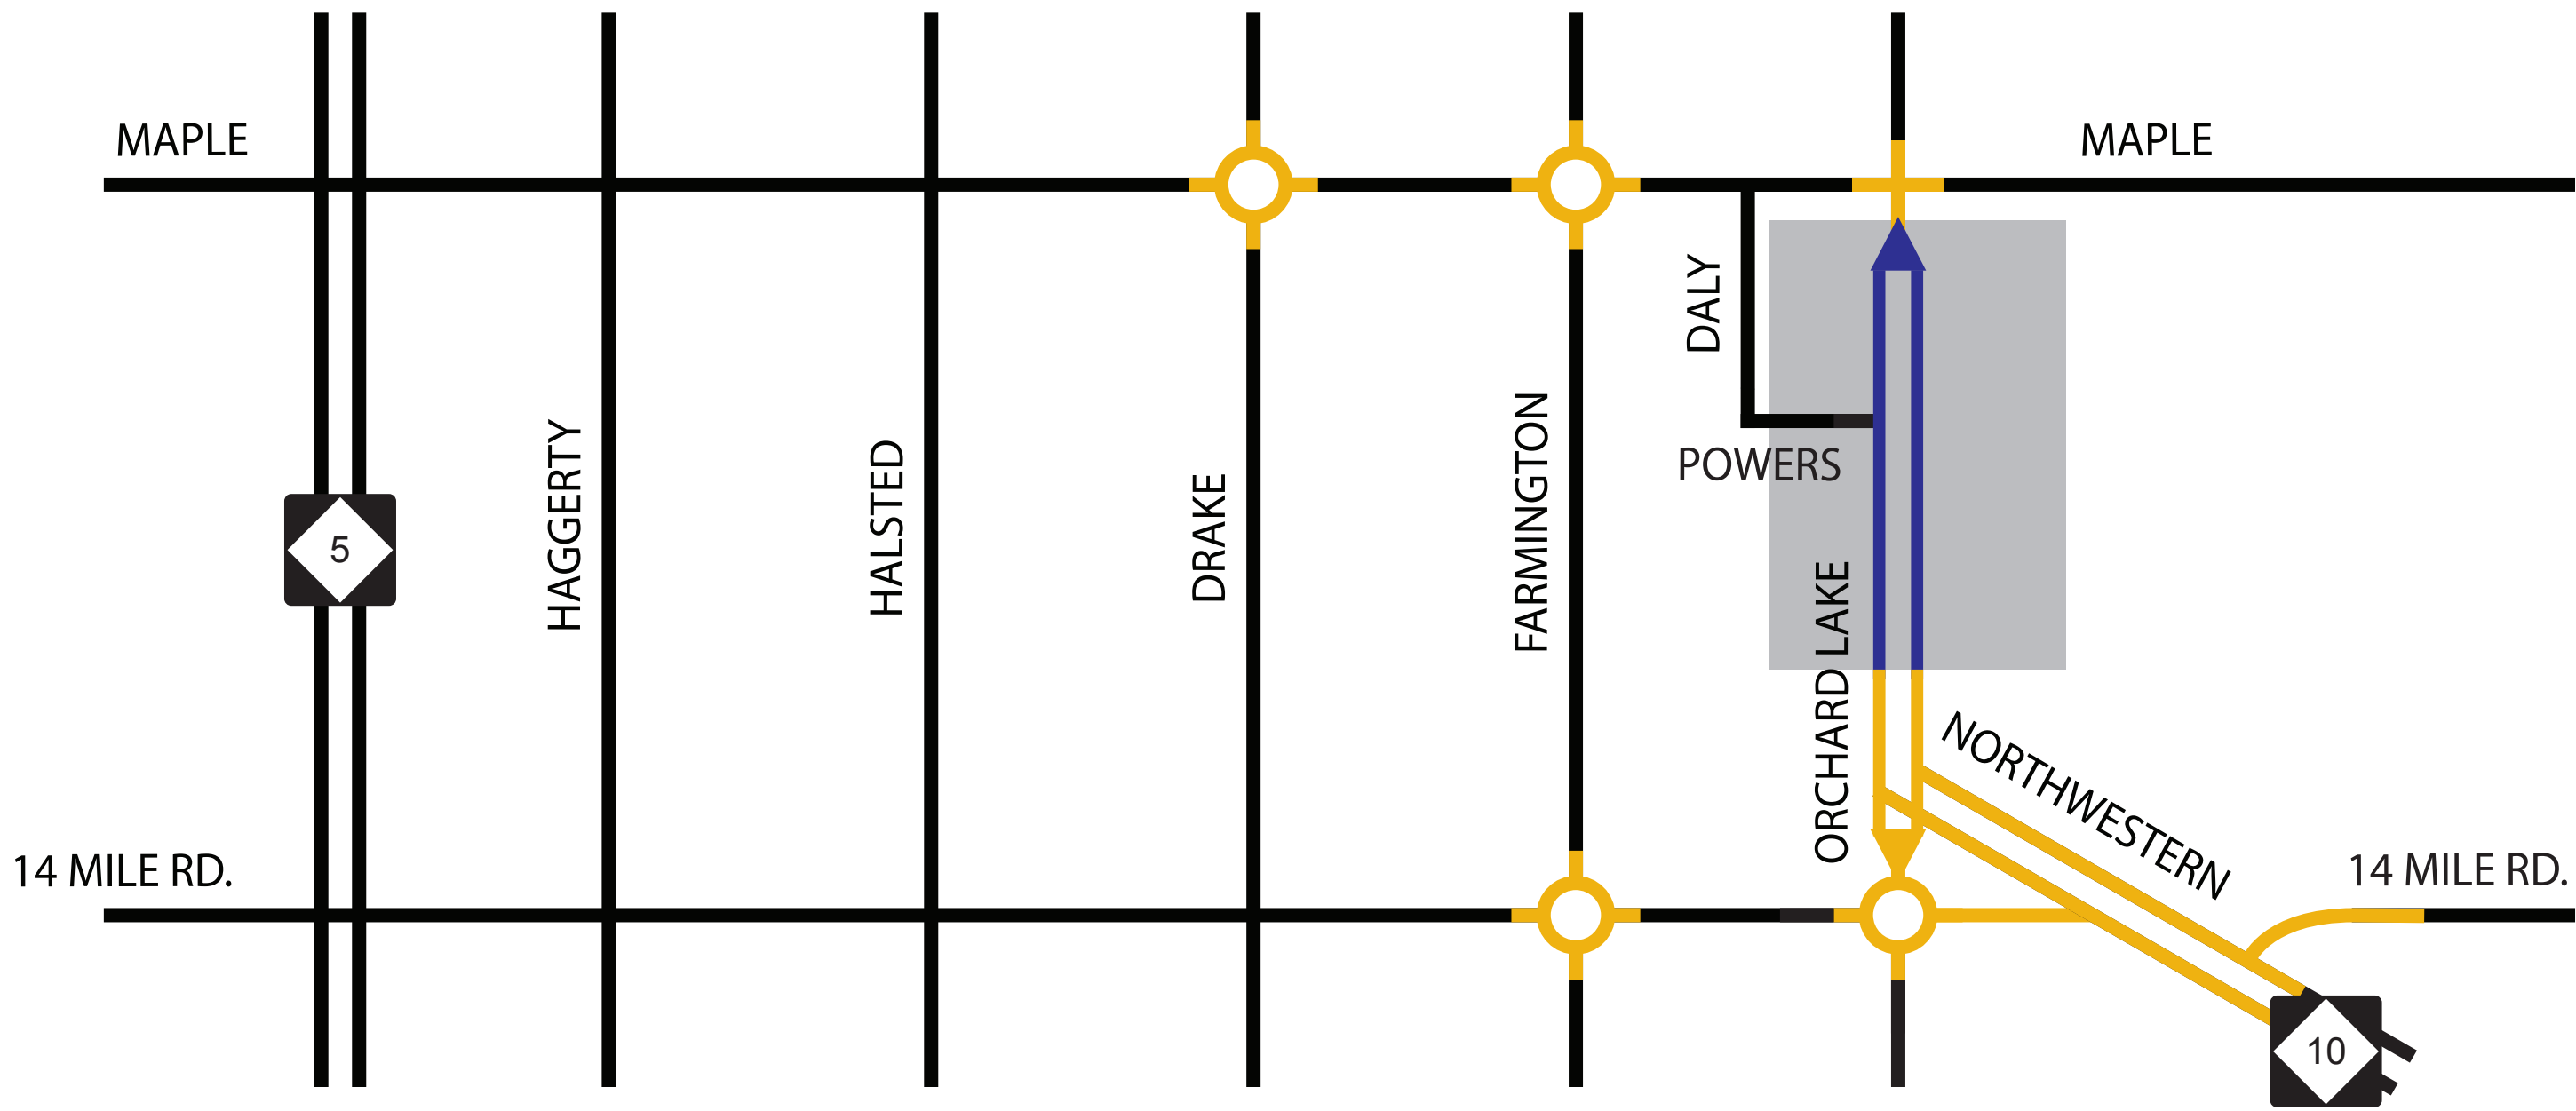 MAPLE
MAPLE
DALY
HAGGERTY
HALSTED
DRAKE
FARMINGTON
POWERS
5
ORCHARD LAKE
NORTHWESTERN
14 MILE RD.
14 MILE RD.
10